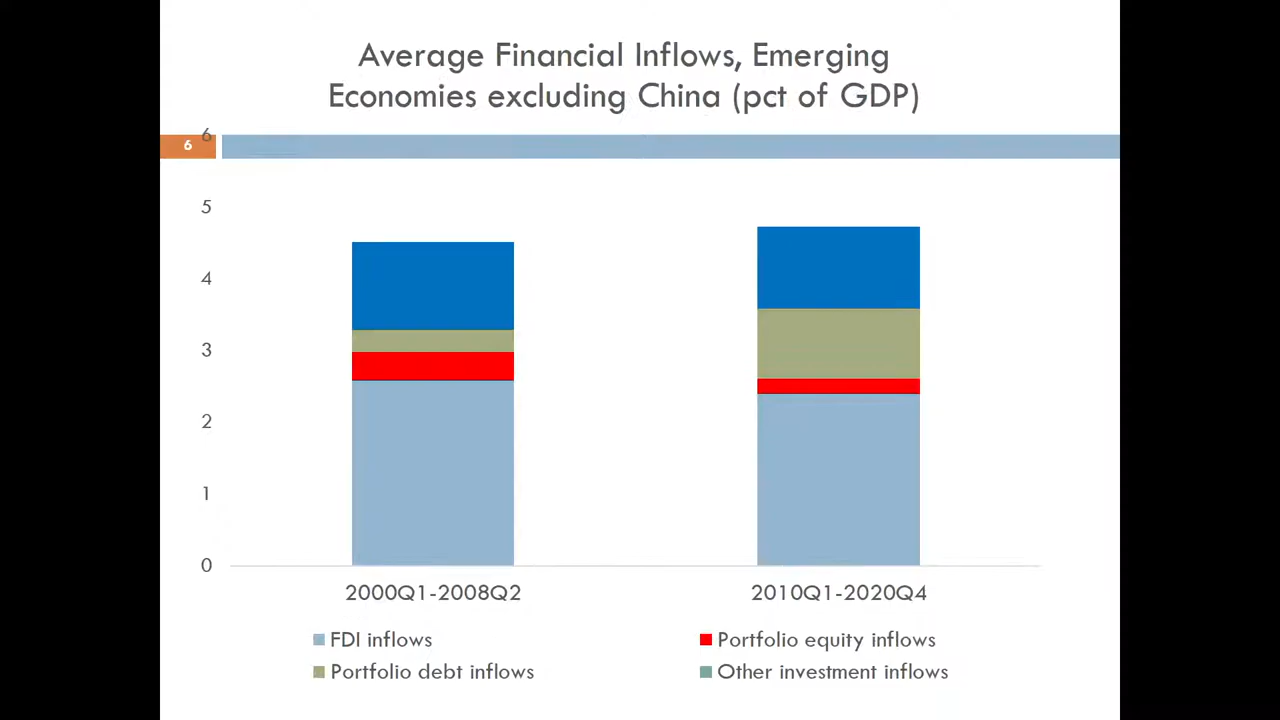 Average Financial Inflows, Emerging
Economies excluding China (pct of GDP)
6
6
5
4
3
2
1
0
2000Q1-2008Q2
2010Q1-2020Q4
FDI inflows
Portfolio equity inflows
Portfolio debt inflows
Other investment inflows